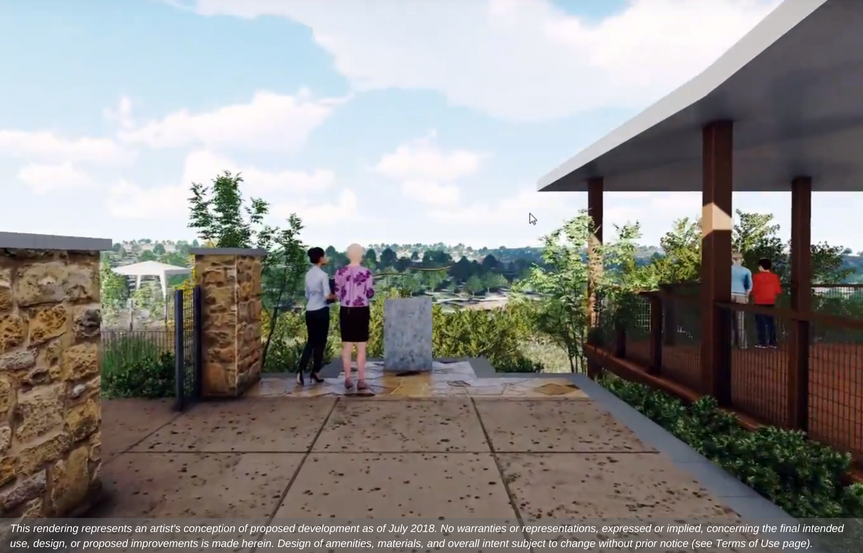 This rendering represents an artist's conception of proposed development as of July 2018. No warranties or representations, expressed or implied, concerning the final intended
use, design, or proposed improvements is made herein. Design of amenities, materials, and overall intent subject to change without prior notice (see Terms of Use page).